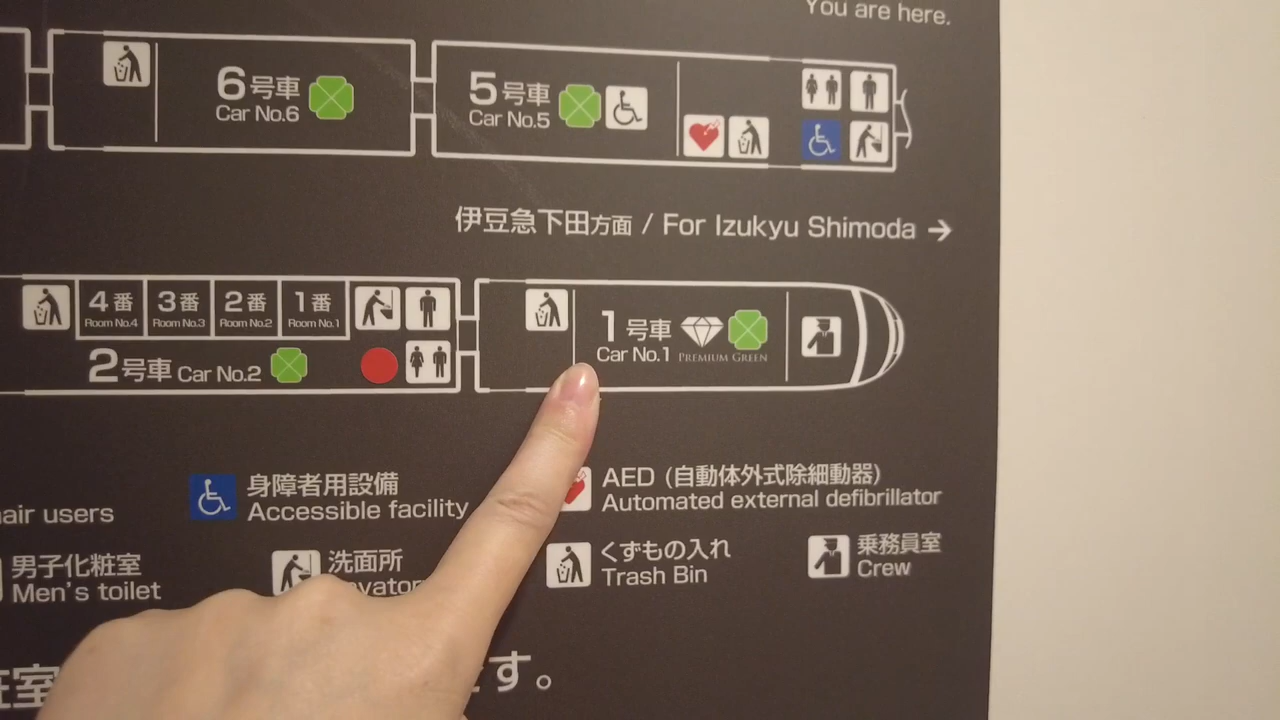 You are here.
6号車
Car No.6
5号車
Car No.5
伊豆急下田方面 / For Izukyu Shimoda →
4番
Room No.4
3番
Room No.3
2番
Room No.2
1番
Room No.1
2号車 Car No.2
1号車
Car No.1
PREMIUM GREEN
身障者用設備
Accessible facility
AED (自動体外式除細動器)
Automated external defibrillator
users
男子化粧室
Men's toilet
洗面所
くずもの入れ
Trash Bin
乗務員室
Crew
室
す。